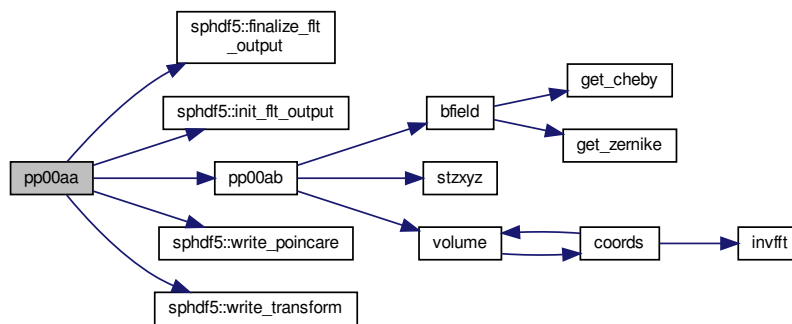 sphdf5::finalize_flt
_output
sphdf5::init_flt_output
pp00aa
pp00ab
sphdf5::write_poincare
sphdf5::write_transform
bfield
stzxyz
volume
get_cheby
get_zernike
coords
invfft